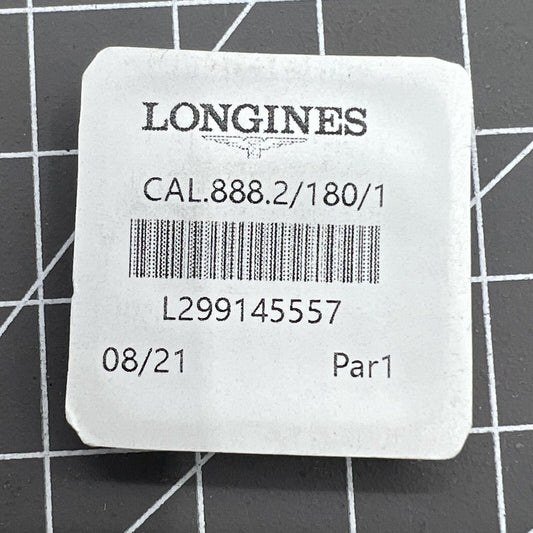 LONGINES
CAL.888.2/180/1
L299145557
08/21 Par1